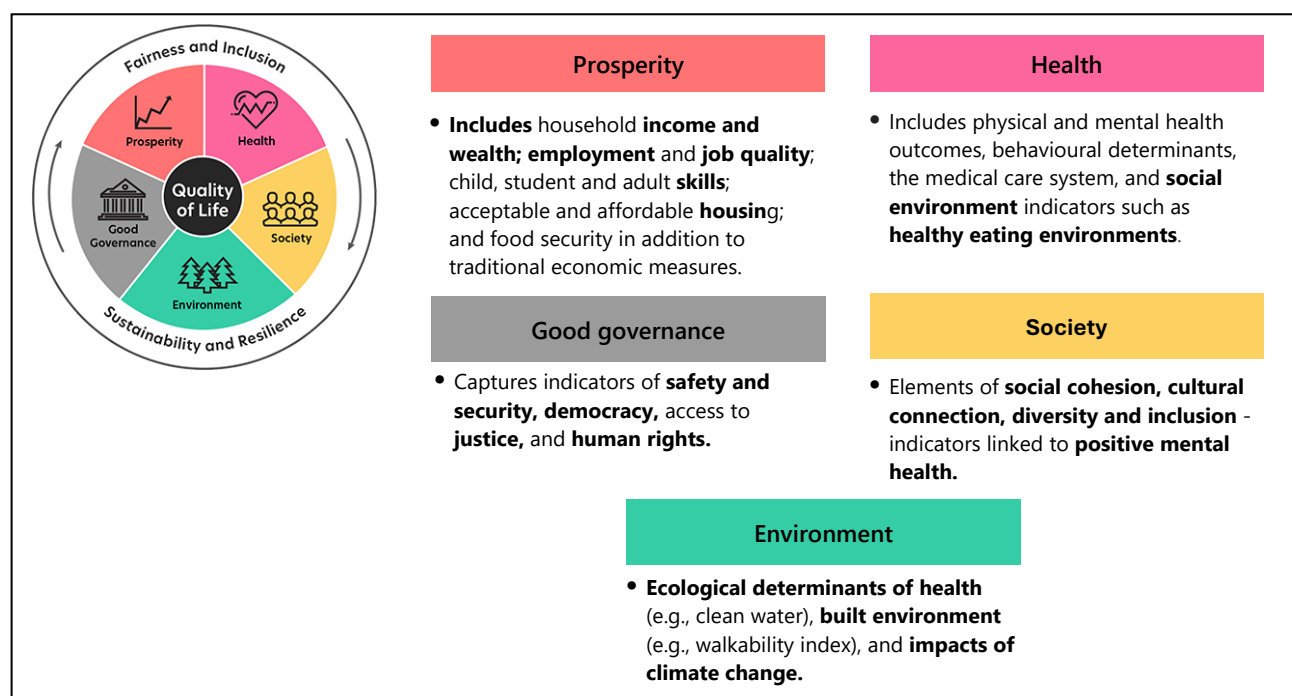 Fairness and Inclusion
Prosperity
Health
Quality
of Life
Good
Governance
Society
Environment
Sustainability and Resilience
Prosperity
• Includes household income and
wealth; employment and job quality;
child, student and adult skills;
acceptable and affordable housing;
and food security in addition to
traditional economic measures.
Health
• Includes physical and mental health
outcomes, behavioural determinants,
the medical care system, and social
environment indicators such as
healthy eating environments.
Good governance
• Captures indicators of safety and
security, democracy, access to
justice, and human rights.
Society
• Elements of social cohesion, cultural
connection, diversity and inclusion -
indicators linked to positive mental
health.
Environment
• Ecological determinants of health
(e.g., clean water), built environment
(e.g., walkability index), and impacts of
climate change.